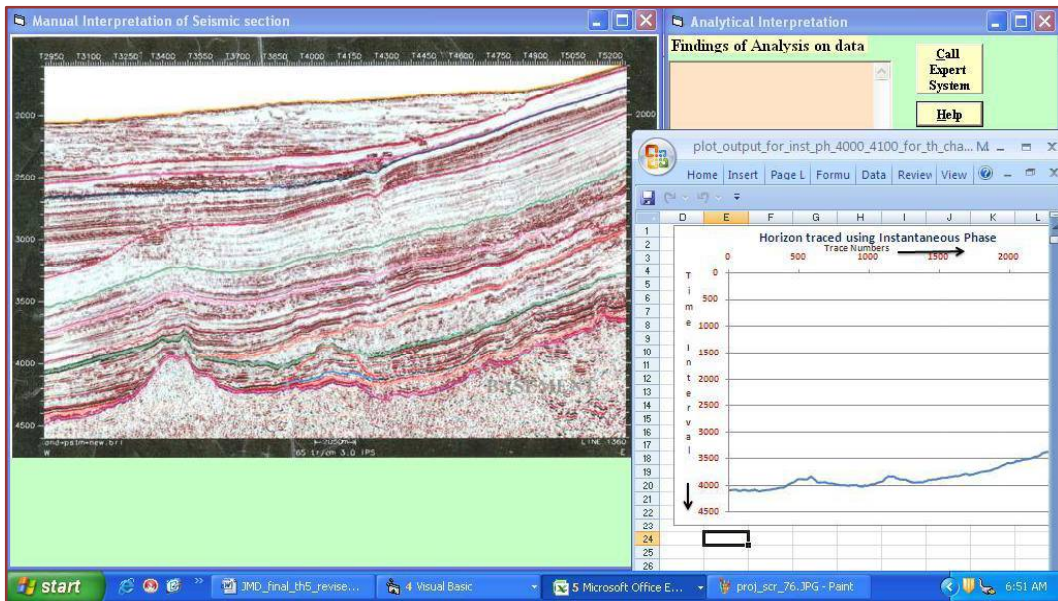 Manual Interpretation of Seismic section
T2950 T3100 T3250 T3400 T3550 T3700 T3850 T4000 T4150 T4300 T4450 T4600 T4750 T4900 T5050 T5200
2000
2500
3000
3500
4000
4500
2000
BASEMENT
W
65 tr/cm 3.0 IPS
LINE 1360
E
Analytical Interpretation
Findings of Analysis on data
Call
Expert
System
Help
plot_output_for_inst_ph_4000_4100_for_th_cha...
Home Insert Page L Formu Data Review View
D E F G H I J K L
1
2
3
4
5
6
7
8
9
10
11
12
13
14
15
16
17
18
19
20
21
22
23
24
25
26
Horizon traced using Instantaneous Phase
Trace Numbers
0 500 1000 1500 2000
Time Interval
0
500
1000
1500
2000
2500
3000
3500
4000
4500
start
JMD_final_th5_revise...
4 Visual Basic
5 Microsoft Office E...
proj_scr_76.JPG - Paint
6:51 AM